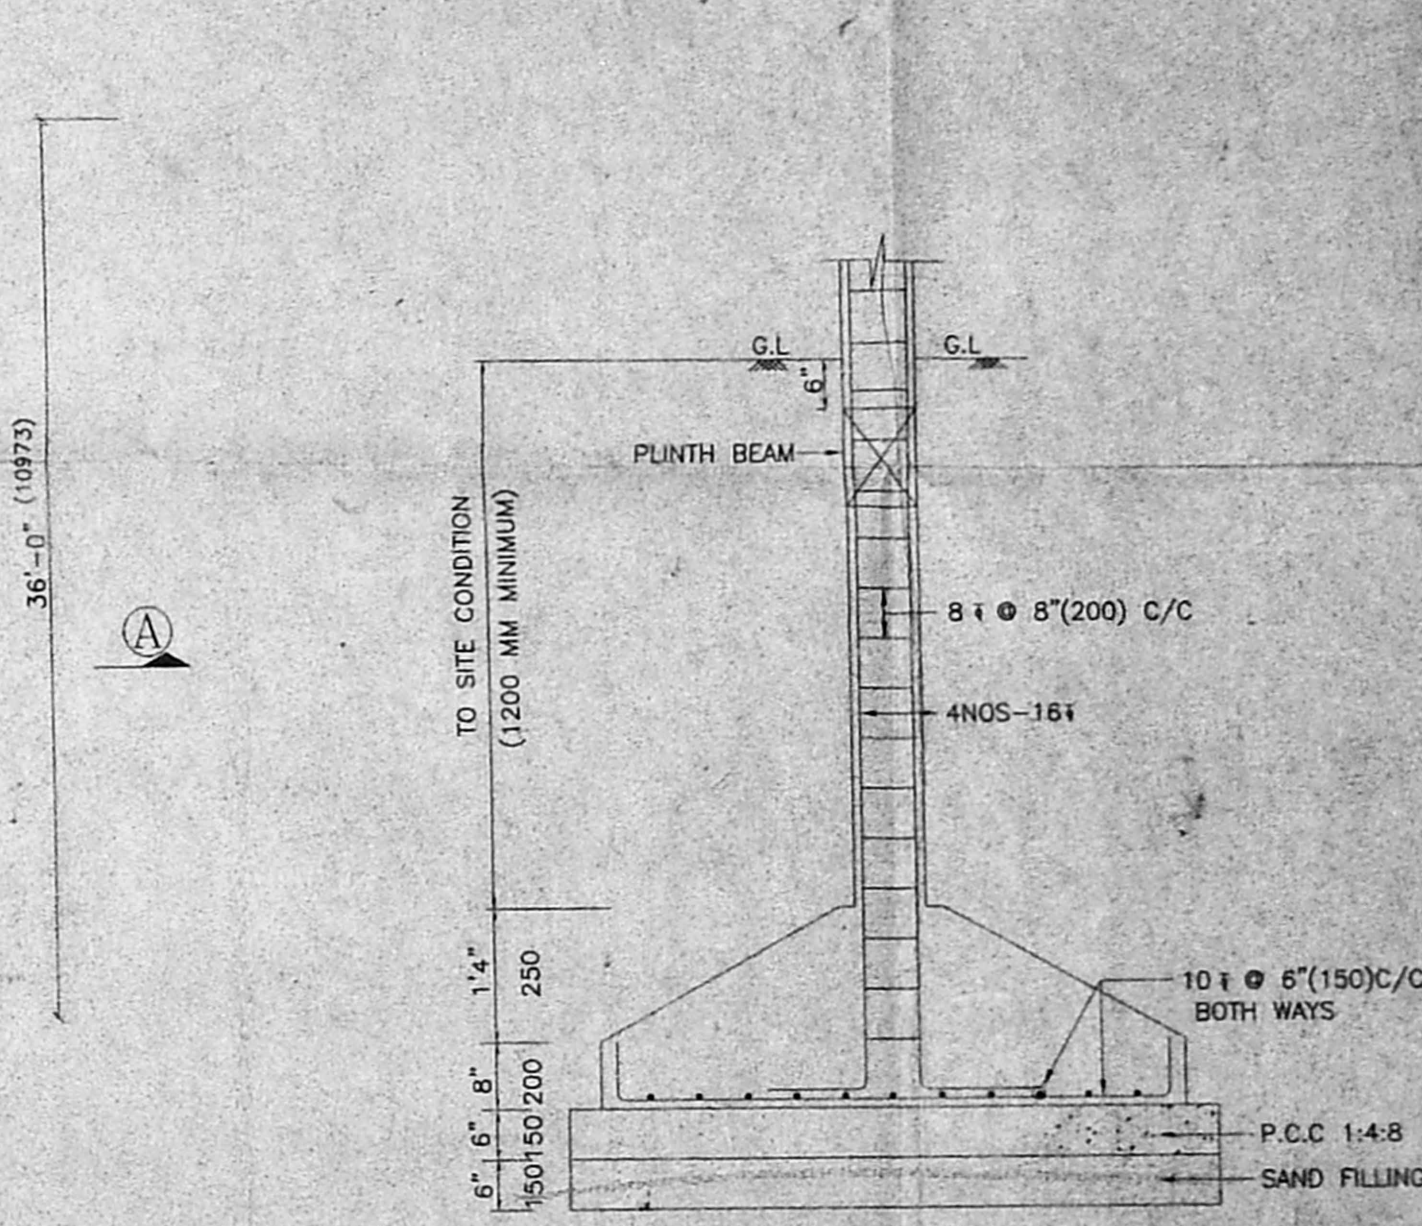 G.L
G.L
6"
PLINTH BEAM
36'-0" (10973)
TO SITE CONDITION
(1200 MM MINIMUM)
A
8 @ 8"(200) C/C
4NOS-16
1'4"
250
10 @ 6"(150)C/C
BOTH WAYS
8"
200
6"
150
P.C.C 1:4:8
6"
150
SAND FILLING